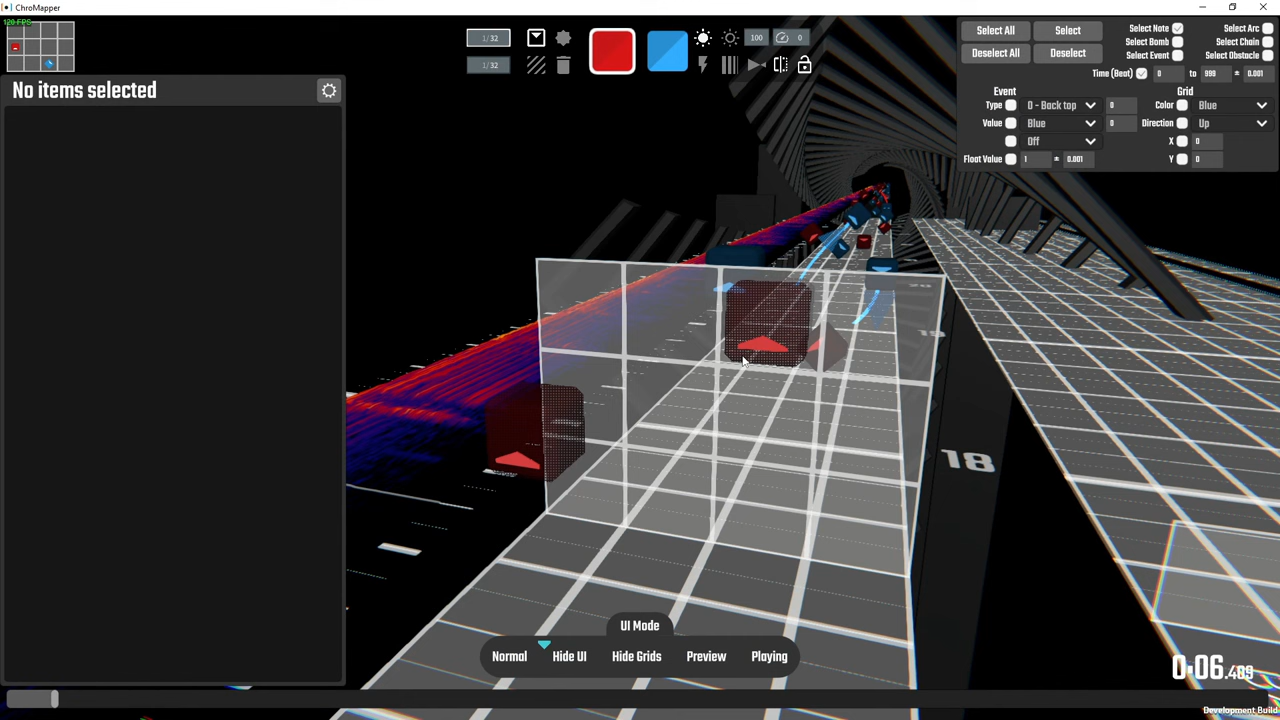 ChroMapper
120 FPS
No items selected
1/32
1/32
100
0
Select All
Select
Deselect All
Deselect
Select Note
Select Arc
Select Bomb
Select Chain
Select Event
Select Obstacle
Time (Beat)
0
to
999
±
0.001
Event
Grid
Type
0 - Back top
0
Color
Blue
Value
Blue
0
Direction
Up
Off
X
0
Float Value
1
±
0.001
Y
0
18
UI Mode
Normal
Hide UI
Hide Grids
Preview
Playing
Development Build